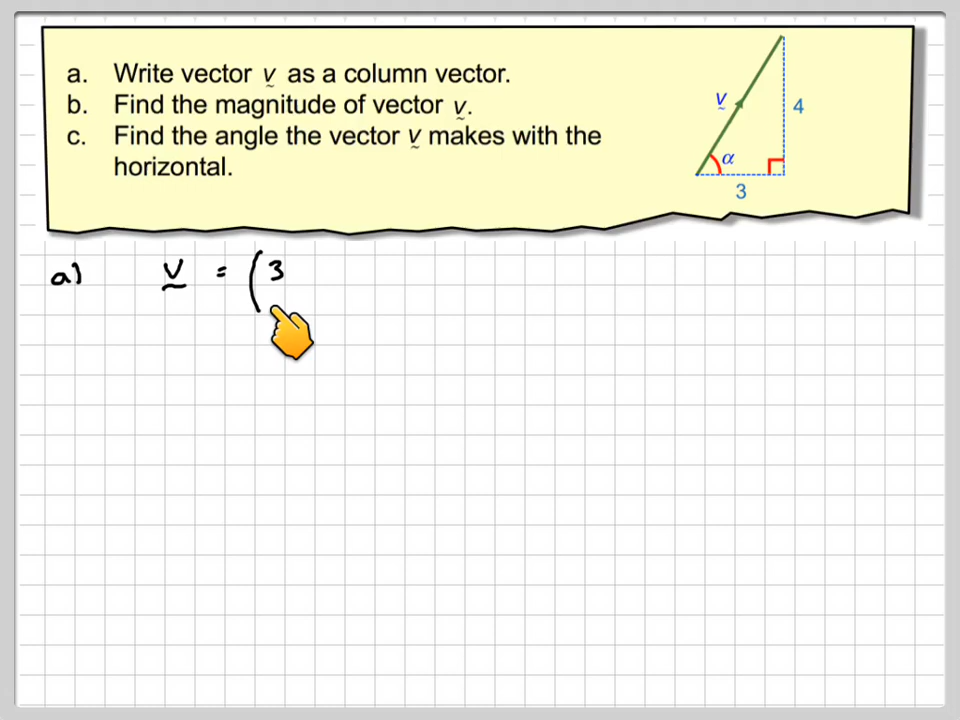 a. Write vector v as a column vector.
b. Find the magnitude of vector v.
c. Find the angle the vector v makes with the
horizontal.
v
4
α
3
a) v = (3